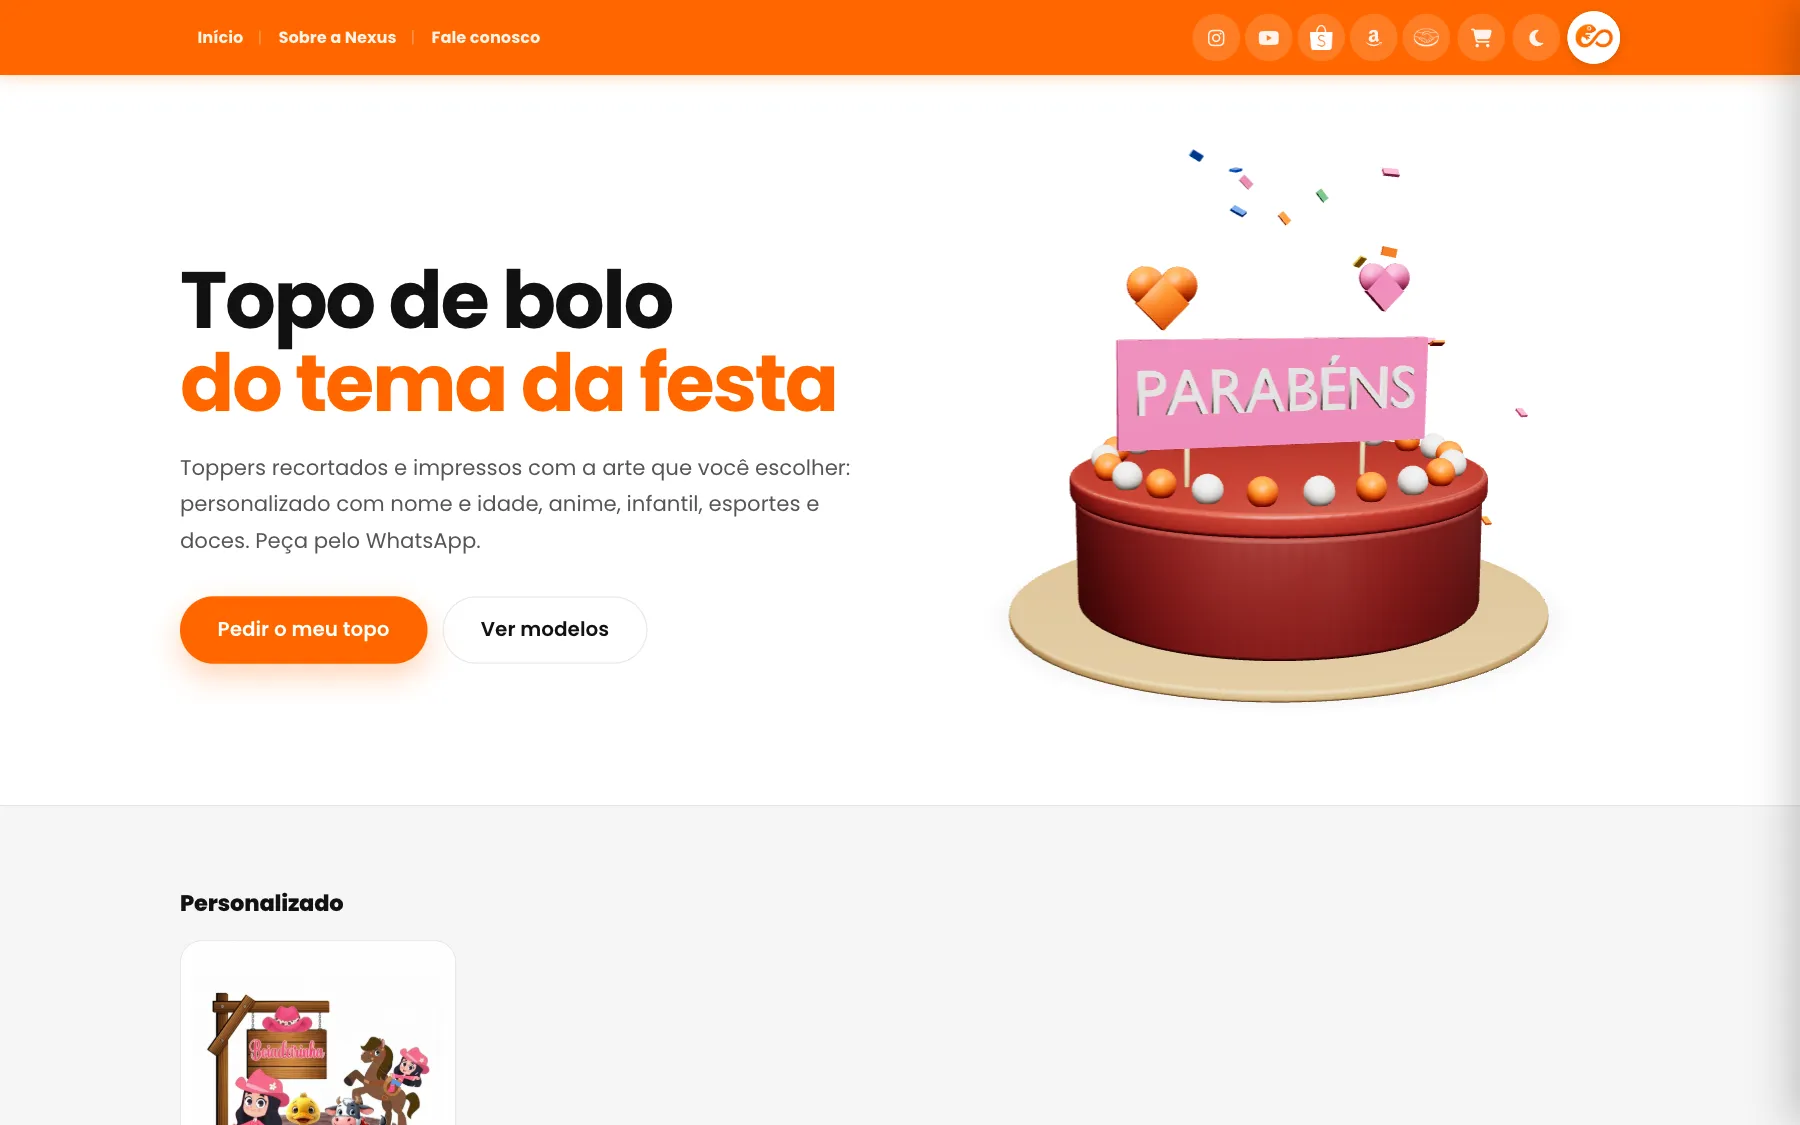 Início
Sobre a Nexus
Fale conosco
Topo de bolo
do tema da festa
Toppers recortados e impressos com a arte que você escolher:
personalizado com nome e idade, anime, infantil, esportes e
doces. Peça pelo WhatsApp.
Pedir o meu topo
Ver modelos
PARABÉNS
Personalizado
Boiadeirinha